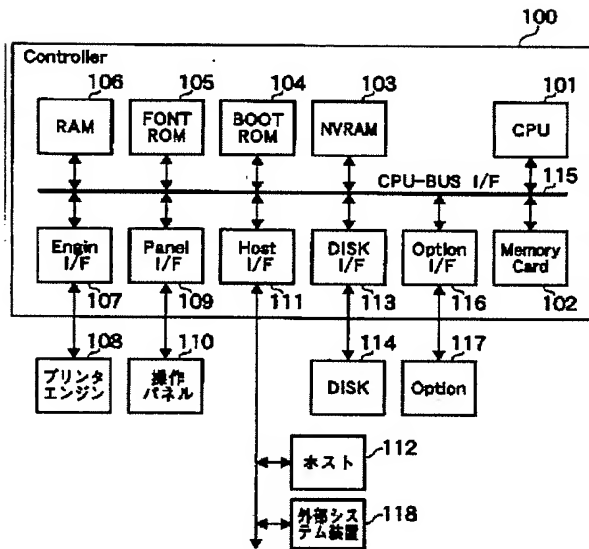 100
Controller
106
105
104
103
101
RAM
FONT
ROM
BOOT
ROM
NVRAM
CPU
CPU-BUS I/F
115
Engin
I/F
Panel
I/F
Host
I/F
DISK
I/F
Option
I/F
Memory
Card
107
109
111
113
116
102
108
110
114
117
プリンタ
エンジン
操作
パネル
DISK
Option
ホスト
112
外部シス
テム装置
118